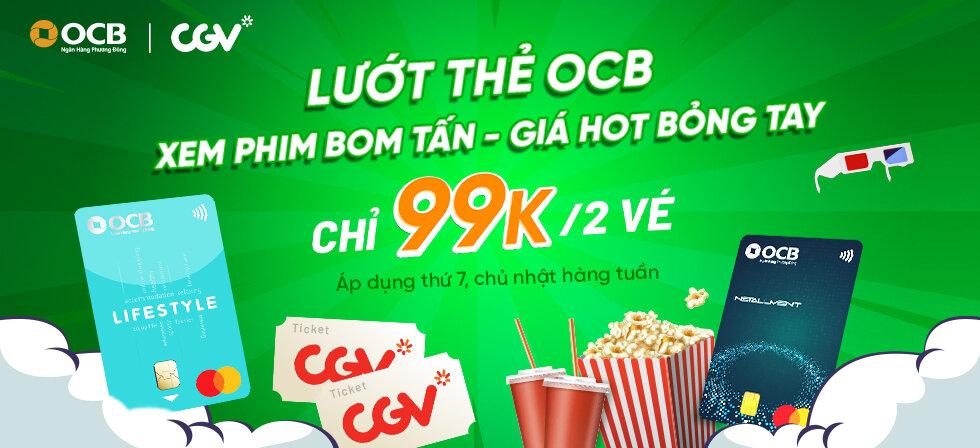 OCB
Ngân Hàng Phương Đông
CGV*
LƯỚT THẺ OCB
XEM PHIM BOM TẤN - GIÁ HOT BỎNG TAY
CHỈ 99K /2 VÉ
Áp dụng thứ 7, chủ nhật hàng tuần
OCB
LIFESTYLE
OCB
Ticket
CGV*
Ticket
CGV*